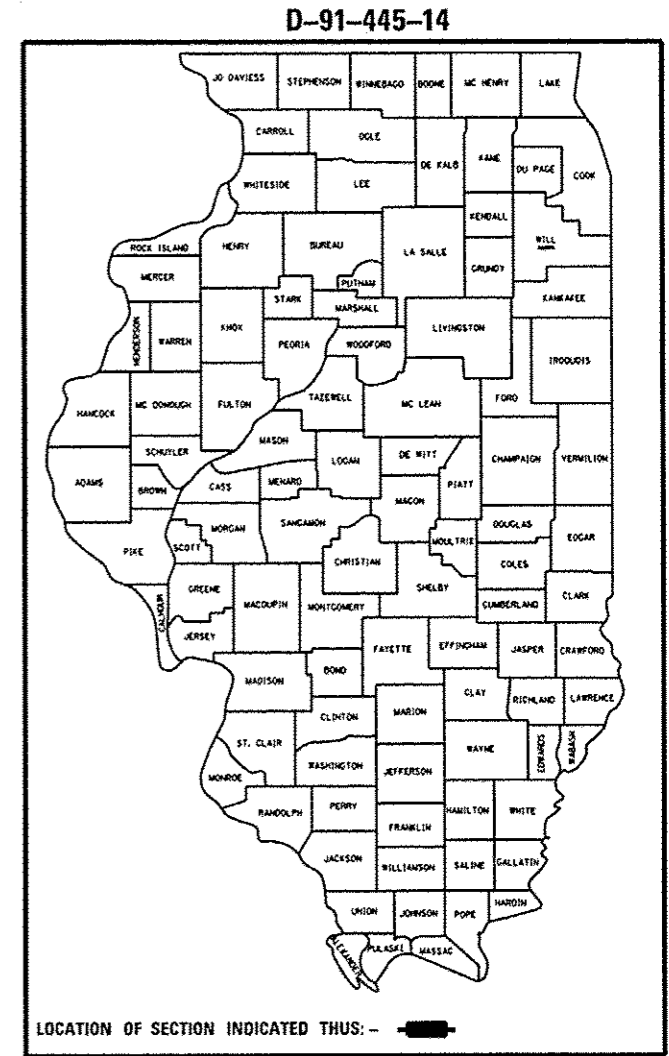 D-91-445-14
JO DAVIESS STEPHENSON WINNEBAGO BOONE MC HENRY LAKE
CARROLL OGLE DE KALB KANE DU PAGE COOK
WHITESIDE LEE
KENDALL WILL
ROCK ISLAND HENRY BUREAU LA SALLE GRUNDY
MERCER PUTNAM KANKAKEE
STARK MARSHALL
HENDERSON WARREN KNOX PEORIA WOODFORD LIVINGSTON IROQUOIS
HANCOCK MC DONOUGH FULTON TAZEWELL MC LEAN FORD
MASON
SCHUYLER LOGAN DE WITT CHAMPAIGN VERMILION
ADAMS BROWN CASS MENARD MACON PIATT
PIKE SCOTT MORGAN SANGAMON MOULTRIE DOUGLAS EDGAR
CHRISTIAN COLES
CALHOUN GREENE MACOUPIN MONTGOMERY SHELBY CUMBERLAND CLARK
JERSEY FAYETTE EFFINGHAM JASPER CRAWFORD
MADISON BOND
CLAY RICHLAND LAWRENCE
CLINTON MARION
ST. CLAIR WAYNE EDWARDS WABASH
WASHINGTON JEFFERSON
MONROE
RANDOLPH PERRY HAMILTON WHITE
FRANKLIN
JACKSON WILLIAMSON SALINE GALLATIN
UNION JOHNSON POPE HARDIN
ALEXANDER PULASKI MASSAC
LOCATION OF SECTION INDICATED THUS: -